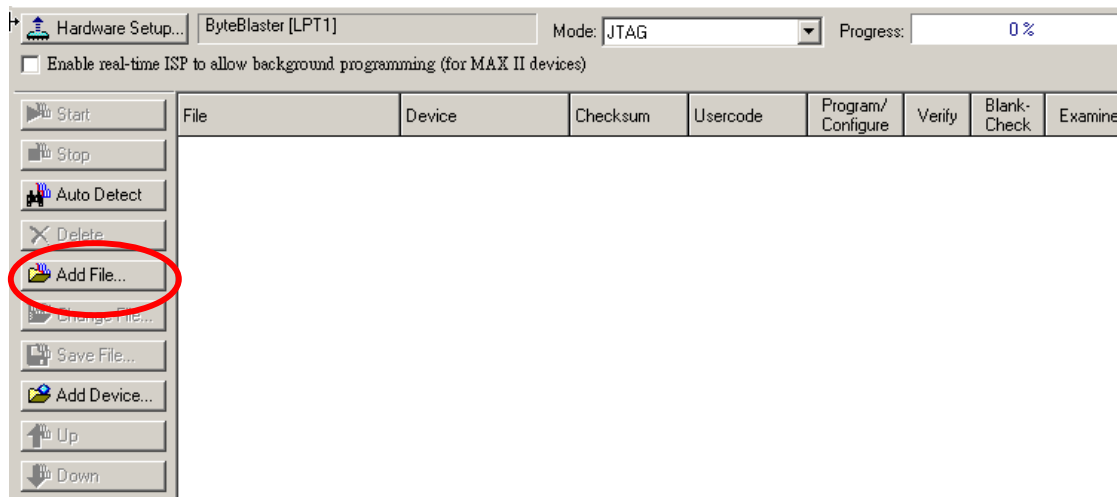 Hardware Setup... ByteBlaster [LPT1] Mode: JTAG Progress: 0 %
Enable real-time ISP to allow background programming (for MAX II devices)
Start
Stop
Auto Detect
Delete
Add File...
Change File...
Save File...
Add Device...
Up
Down
File Device Checksum Usercode Program/ Verify Blank- Examine
Configure Check